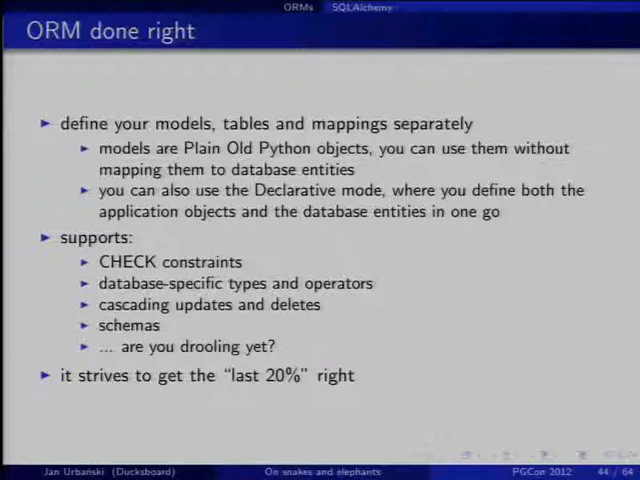 ORMs SQLAlchemy
ORM done right
define your models, tables and mappings separately
models are Plain Old Python objects, you can use them without
mapping them to database entities
you can also use the Declarative mode, where you define both the
application objects and the database entities in one go
supports:
CHECK constraints
database-specific types and operators
cascading updates and deletes
schemas
... are you drooling yet?
it strives to get the “last 20%” right
Jan Urbański (Ducksboard) On snakes and elephants PGCon 2012 44 / 64